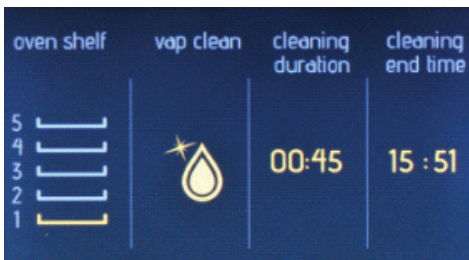 oven shelf
vap clean
cleaning
duration
cleaning
end time
5
4
3
2
1
00:45
15 : 51